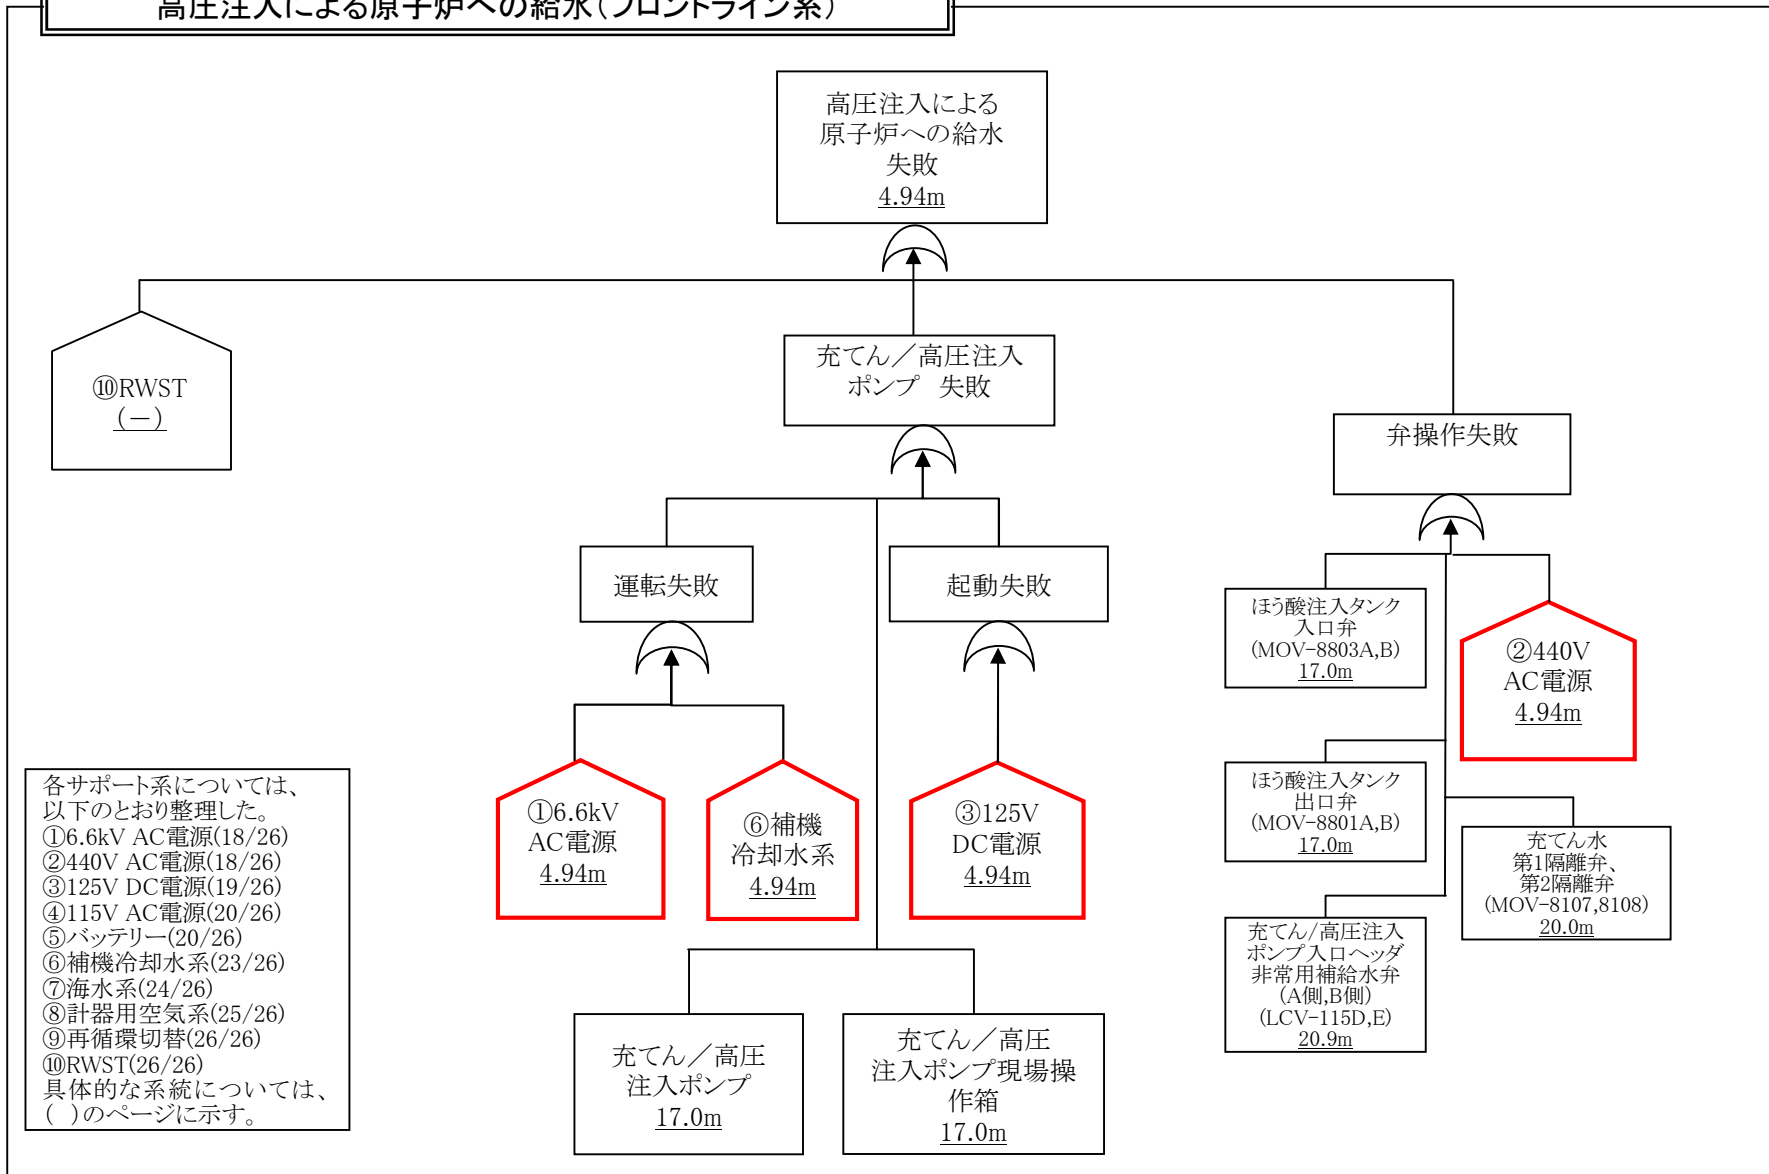 高圧注入による原子炉への給水(フロントライン系)
高圧注入による
原子炉への給水
失敗
4.94m
⑩RWST
(－)
充てん／高圧注入
ポンプ　失敗
弁操作失敗
運転失敗
起動失敗
ほう酸注入タンク
入口弁
(MOV-8803A,B)
17.0m
②440V
AC電源
4.94m
①6.6kV
AC電源
4.94m
⑥補機
冷却水系
4.94m
③125V
DC電源
4.94m
ほう酸注入タンク
出口弁
(MOV-8801A,B)
17.0m
充てん水
第1隔離弁、
第2隔離弁
(MOV-8107,8108)
20.0m
充てん/高圧注入
ポンプ入口ヘッダ
非常用補給水弁
(A側,B側)
(LCV-115D,E)
20.9m
充てん／高圧
注入ポンプ
17.0m
充てん／高圧
注入ポンプ現場操
作箱
17.0m
各サポート系については、
以下のとおり整理した。
①6.6kV AC電源(18/26)
②440V AC電源(18/26)
③125V DC電源(19/26)
④115V AC電源(20/26)
⑤バッテリー(20/26)
⑥補機冷却水系(23/26)
⑦海水系(24/26)
⑧計器用空気系(25/26)
⑨再循環切替(26/26)
⑩RWST(26/26)
具体的な系統については、
(　)のページに示す。